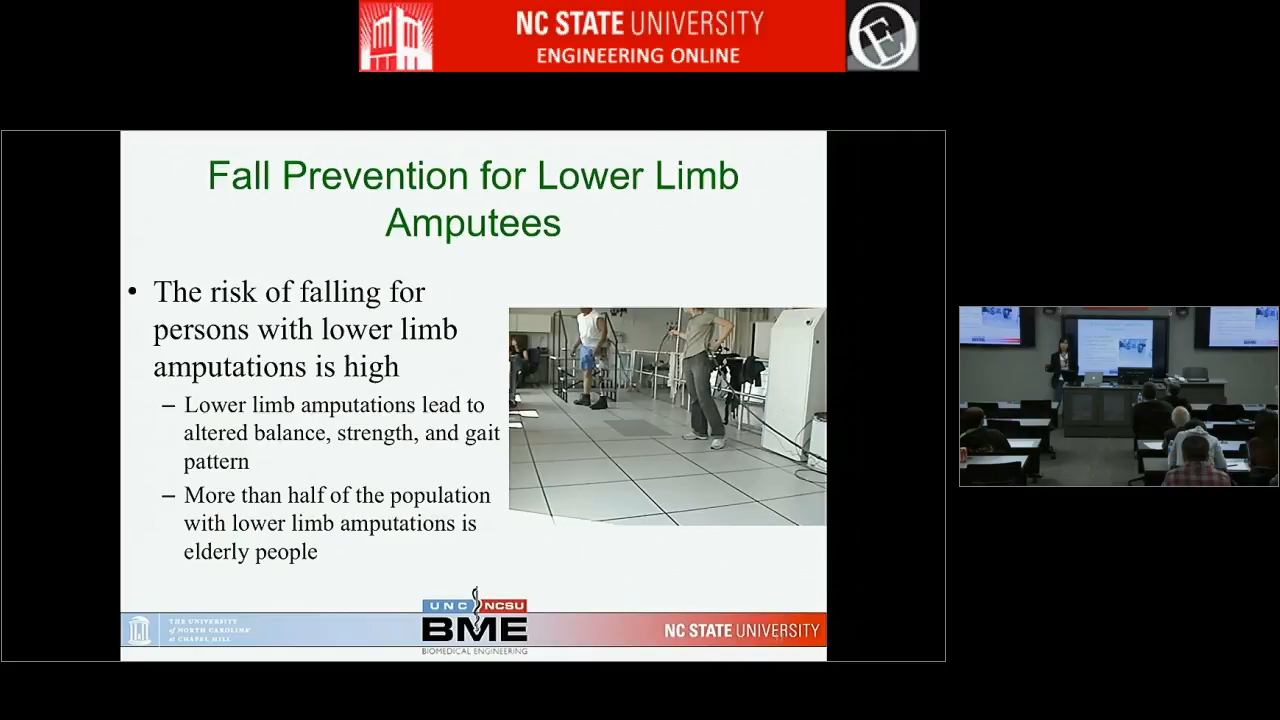 NC STATE UNIVERSITY
ENGINEERING ONLINE
Fall Prevention for Lower Limb
Amputees
• The risk of falling for
persons with lower limb
amputations is high
– Lower limb amputations lead to
altered balance, strength, and gait
pattern
– More than half of the population
with lower limb amputations is
elderly people
THE UNIVERSITY
of NORTH CAROLINA
at CHAPEL HILL
UNC NCSU
BME
BIOMEDICAL ENGINEERING
NC STATE UNIVERSITY